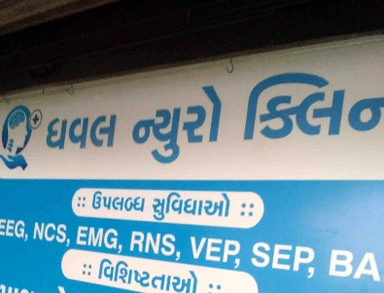 ધવલ ન્યુરો ક્લિન
:: ઉપલબ્ધ સુવિધાઓ ::
EEG, NCS, EMG, RNS, VEP, SEP, BA
:: વિશિષ્ટતાઓ ::